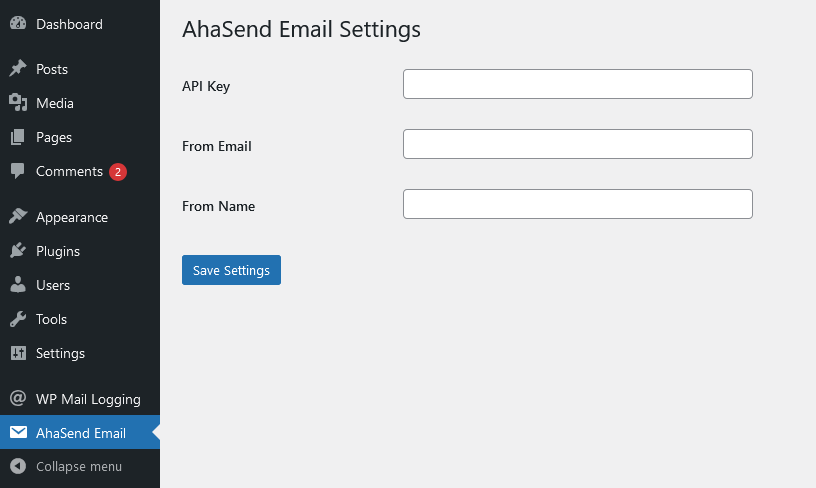 Dashboard
Posts
Media
Pages
Comments 2
Appearance
Plugins
Users
Tools
Settings
@ WP Mail Logging
AhaSend Email
Collapse menu
AhaSend Email Settings
API Key
From Email
From Name
Save Settings